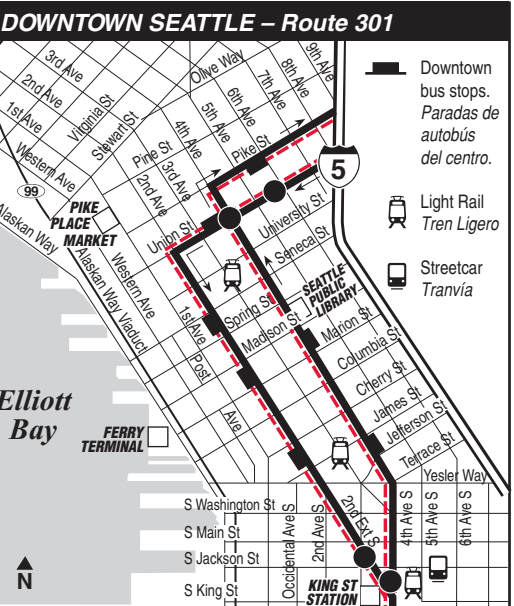 DOWNTOWN SEATTLE – Route 301
3rd Ave
2nd Ave
1st Ave
Western Ave
Virginia St
Stewart St
Olive Way
9th Ave
8th Ave
7th Ave
6th Ave
5th Ave
4th Ave
3rd Ave
2nd Ave
Pine St
Pike St
99
Alaskan Way
PIKE
PLACE
MARKET
Union St
University St
Seneca St
5
Downtown
bus stops.
Paradas de
autobús
del centro.
Light Rail
Tren Ligero
Streetcar
Tranvía
Alaskan Way Viaduct
Western Ave
1st Ave
Post
Ave
Spring St
Madison St
SEATTLE
PUBLIC
LIBRARY
Marion St
Columbia St
Cherry St
James St
Jefferson St
Terrace St
Yesler Way
Elliott
Bay
FERRY
TERMINAL
S Washington St
S Main St
S Jackson St
S King St
Occidental Ave S
2nd Ave S
2nd Ext S
4th Ave S
5th Ave S
6th Ave S
KING ST
STATION
N